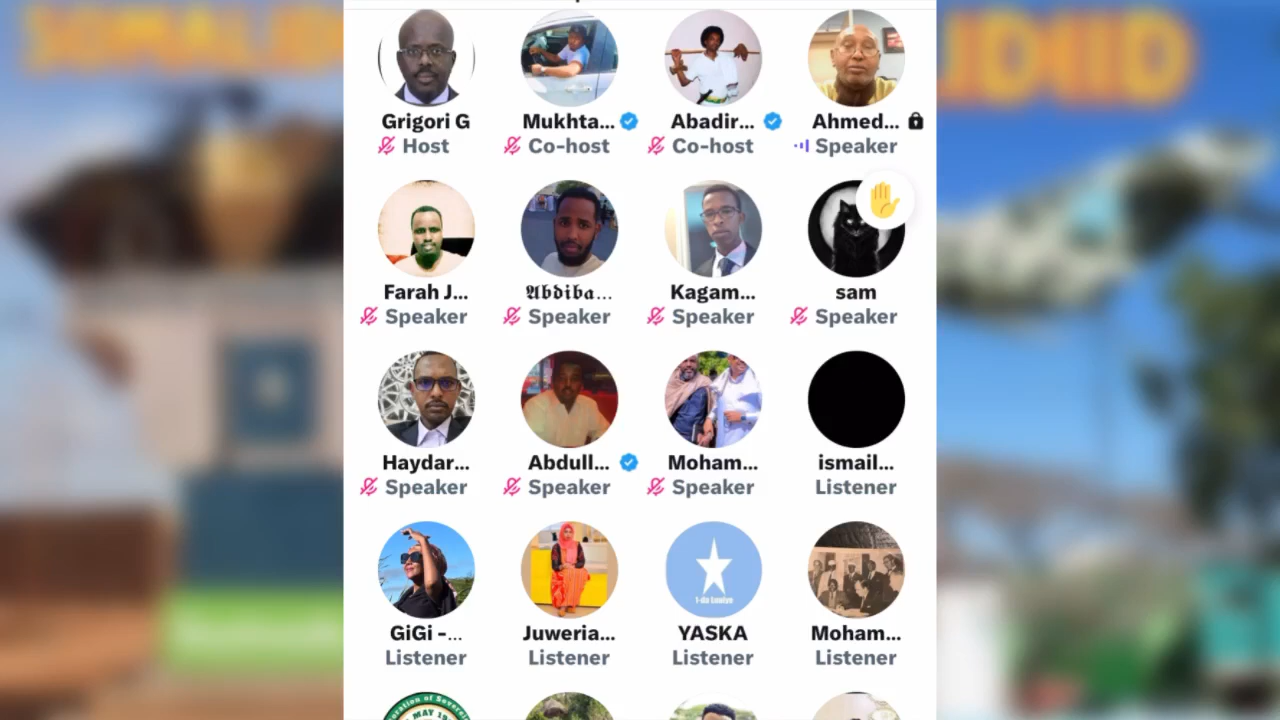 Grigori G
Host
Mukhta...
Co-host
Abadir...
Co-host
Ahmed...
Speaker
Farah J...
Speaker
𝕬𝖇𝖉𝖎𝖇𝖆...
Speaker
Kagam...
Speaker
sam
Speaker
Haydar...
Speaker
Abdull...
Speaker
Moham...
Speaker
ismail...
Listener
GiGi -...
Listener
Juweria...
Listener
YASKA
Listener
Moham...
Listener